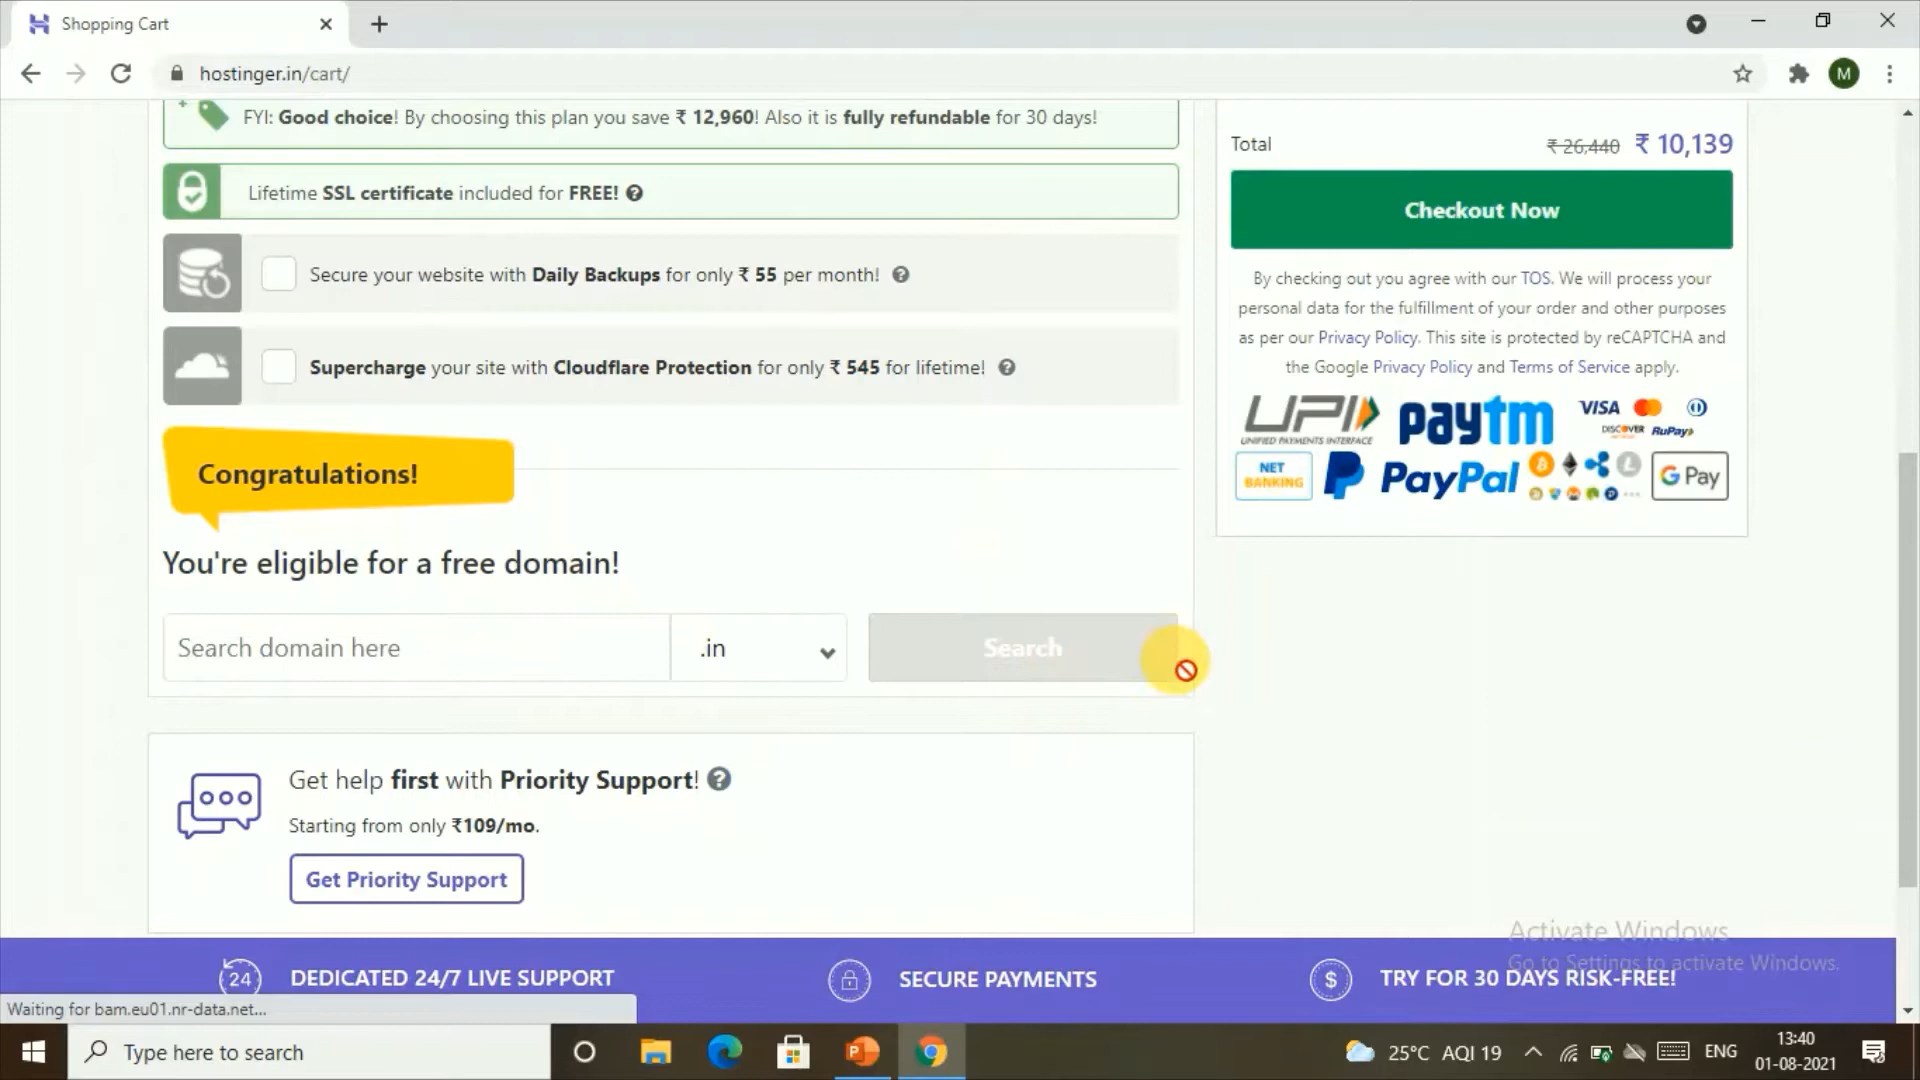 Shopping Cart
hostinger.in/cart/
M
FYI: Good choice! By choosing this plan you save ₹ 12,960! Also it is fully refundable for 30 days!
Lifetime SSL certificate included for FREE!
Secure your website with Daily Backups for only ₹ 55 per month!
Supercharge your site with Cloudflare Protection for only ₹ 545 for lifetime!
Congratulations!
You're eligible for a free domain!
Search domain here
.in
Search
Get help first with Priority Support!
Starting from only ₹109/mo.
Get Priority Support
Total ₹ 26,440 ₹ 10,139
Checkout Now
By checking out you agree with our TOS. We will process your
personal data for the fulfillment of your order and other purposes
as per our Privacy Policy. This site is protected by reCAPTCHA and
the Google Privacy Policy and Terms of Service apply.
UPI
UNIFIED PAYMENTS INTERFACE
paytm
VISA
DISCOVER
RuPay
NET
BANKING
PayPal
G Pay
Activate Windows
Go to Settings to activate Windows.
24
DEDICATED 24/7 LIVE SUPPORT
SECURE PAYMENTS
TRY FOR 30 DAYS RISK-FREE!
Waiting for bam.eu01.nr-data.net...
Type here to search
25°C AQI 19
ENG
13:40
01-08-2021